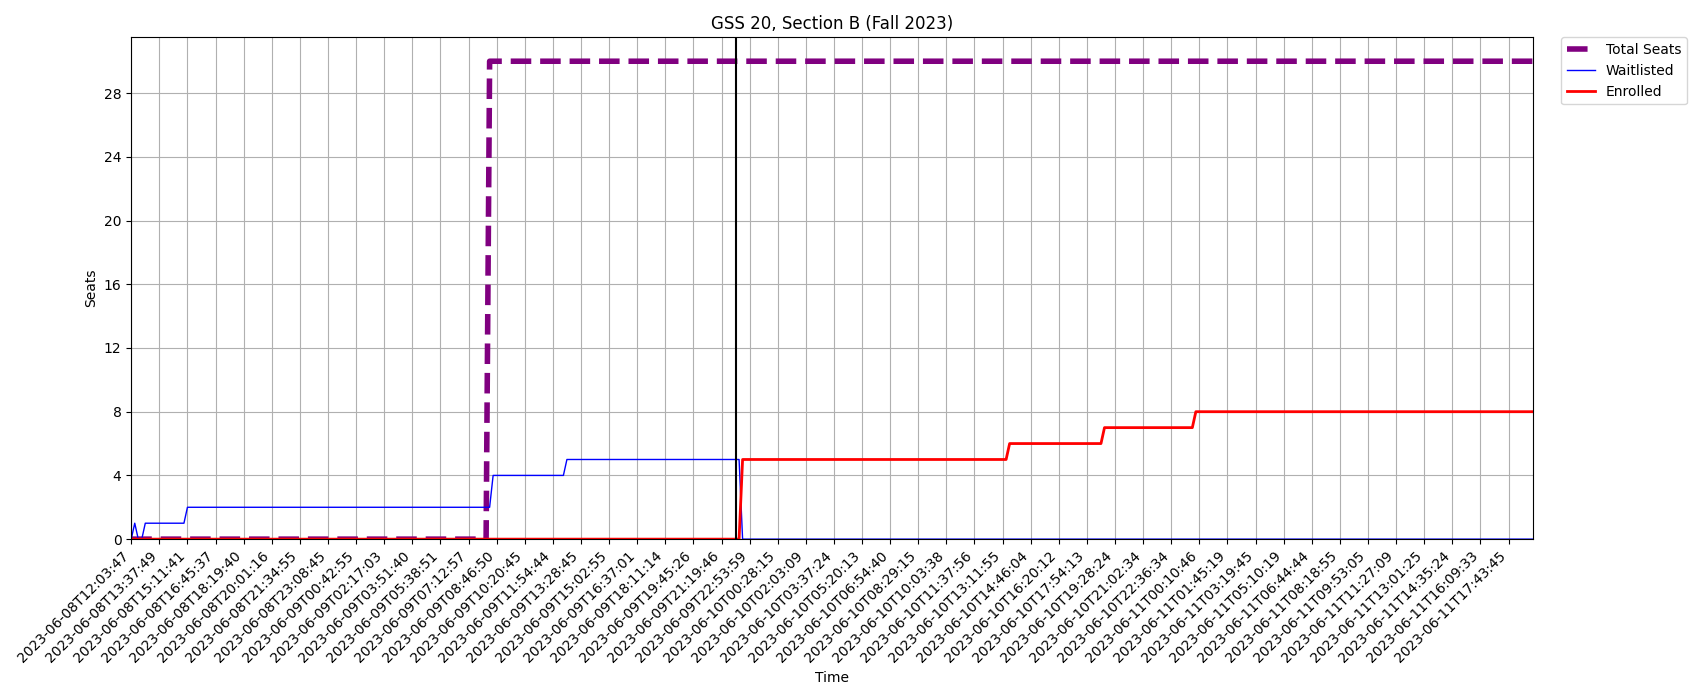 GSS 20, Section B (Fall 2023)
Total Seats
Waitlisted
Enrolled
Seats
28
24
20
16
12
8
4
0
2023-06-08T12:03:47
2023-06-08T13:37:49
2023-06-08T15:11:41
2023-06-08T16:45:37
2023-06-08T18:19:40
2023-06-08T20:01:16
2023-06-08T21:34:55
2023-06-08T23:08:45
2023-06-09T00:42:55
2023-06-09T02:17:03
2023-06-09T03:51:40
2023-06-09T05:38:51
2023-06-09T07:12:57
2023-06-09T08:46:50
2023-06-09T10:20:45
2023-06-09T11:54:44
2023-06-09T13:28:45
2023-06-09T15:02:55
2023-06-09T16:37:01
2023-06-09T18:11:14
2023-06-09T19:45:26
2023-06-09T21:19:46
2023-06-09T22:53:59
2023-06-10T00:28:15
2023-06-10T02:03:09
2023-06-10T03:37:24
2023-06-10T05:20:13
2023-06-10T06:54:40
2023-06-10T08:29:15
2023-06-10T10:03:38
2023-06-10T11:37:56
2023-06-10T13:11:55
2023-06-10T14:46:04
2023-06-10T16:20:12
2023-06-10T17:54:13
2023-06-10T19:28:24
2023-06-10T21:02:34
2023-06-10T22:36:34
2023-06-11T00:10:46
2023-06-11T01:45:19
2023-06-11T03:19:45
2023-06-11T05:10:19
2023-06-11T06:44:44
2023-06-11T08:18:55
2023-06-11T09:53:05
2023-06-11T11:27:09
2023-06-11T13:01:25
2023-06-11T14:35:24
2023-06-11T16:09:33
2023-06-11T17:43:45
Time